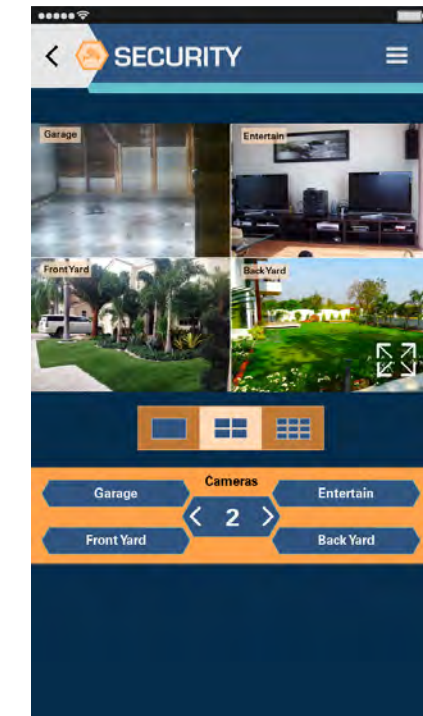 SECURITY
Garage
Entertain
Front Yard
Back Yard
Cameras
Garage
Entertain
2
Front Yard
Back Yard